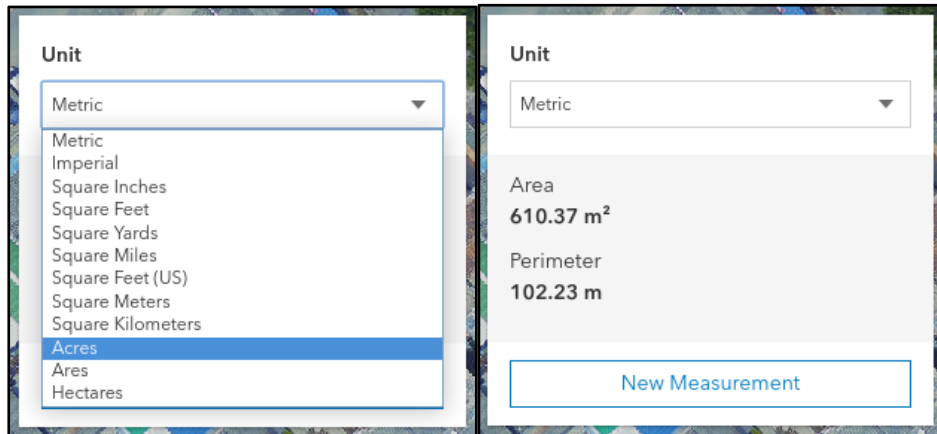 Unit
Metric
Metric
Imperial
Square Inches
Square Feet
Square Yards
Square Miles
Square Feet (US)
Square Meters
Square Kilometers
Acres
Ares
Hectares
Unit
Metric
Area
610.37 m²
Perimeter
102.23 m
New Measurement